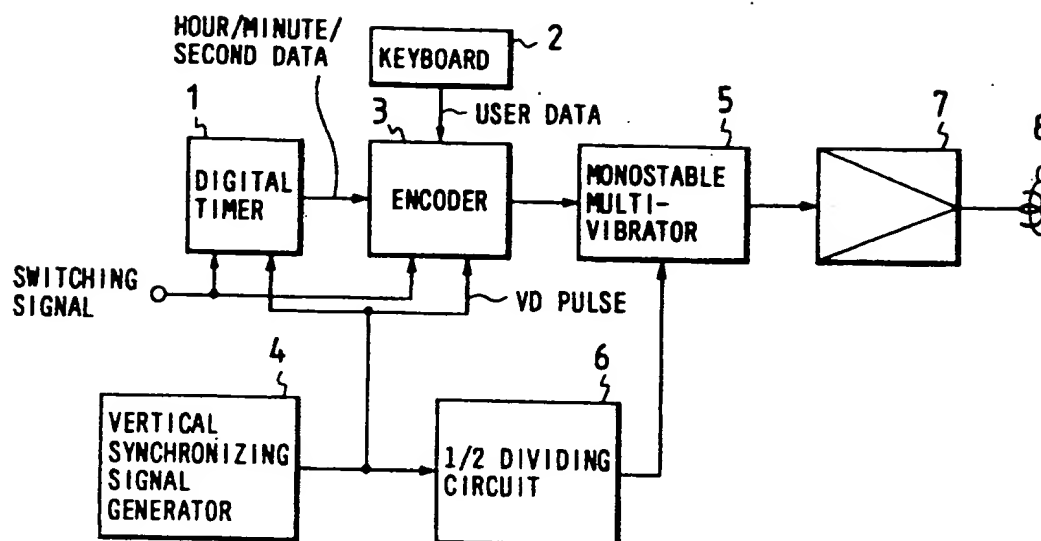 HOUR/MINUTE/
SECOND DATA
KEYBOARD
2
1
3
USER DATA
5
7
8
DIGITAL
TIMER
ENCODER
MONOSTABLE
MULTI-
VIBRATOR
SWITCHING
SIGNAL
VD PULSE
4
6
VERTICAL
SYNCHRONIZING
SIGNAL
GENERATOR
1/2 DIVIDING
CIRCUIT